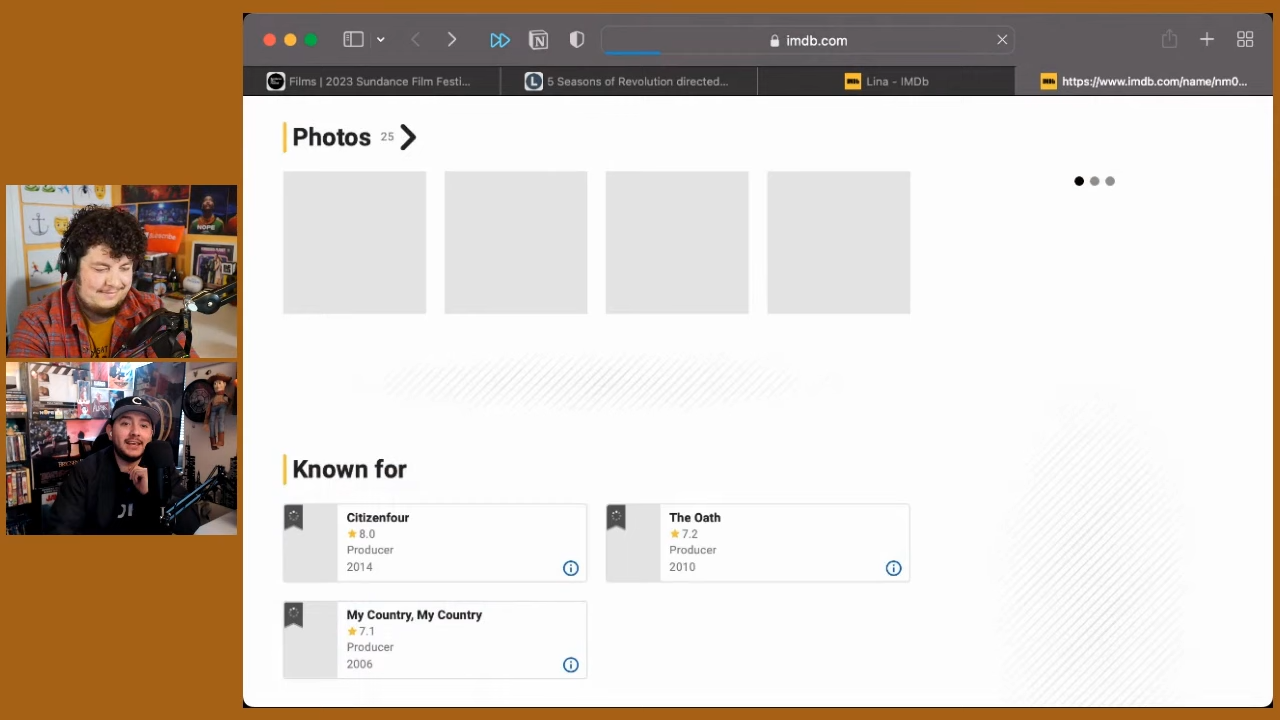 imdb.com
Films | 2023 Sundance Film Festi...
5 Seasons of Revolution directed...
Lina - IMDb
https://www.imdb.com/name/nm0...
Photos 25
Known for
Citizenfour
8.0
Producer
2014
The Oath
7.2
Producer
2010
My Country, My Country
7.1
Producer
2006
NOPE
Subscribe